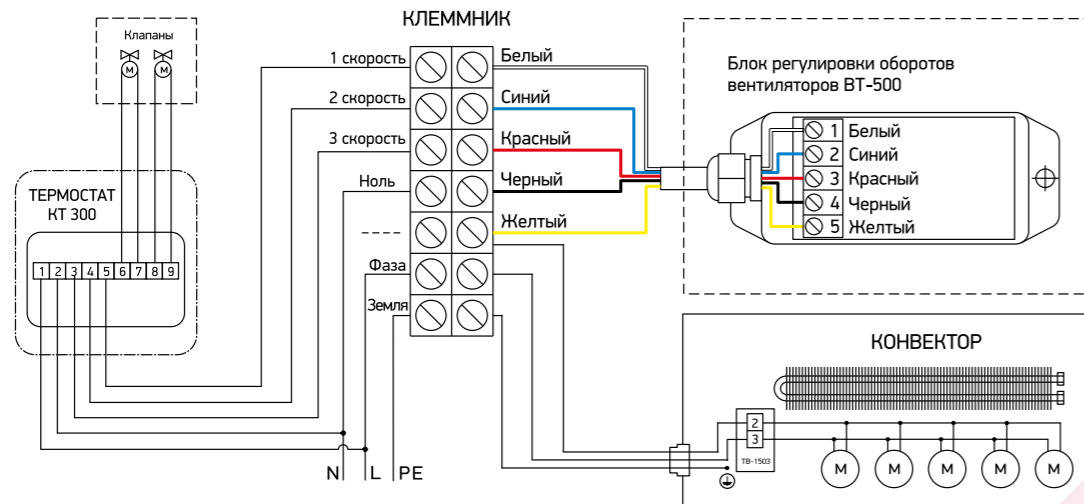 КЛЕММНИК
Клапаны
М М
1 скорость
2 скорость
3 скорость
Ноль
----
Фаза
Земля
Белый
Синий
Красный
Черный
Желтый
ТЕРМОСТАТ
КТ 300
1 2 3 4 5 6 7 8 9
N L PE
Блок регулировки оборотов
вентиляторов ВТ-500
1 Белый
2 Синий
3 Красный
4 Черный
5 Желтый
КОНВЕКТОР
2
3
ТВ-1503
М М М М М